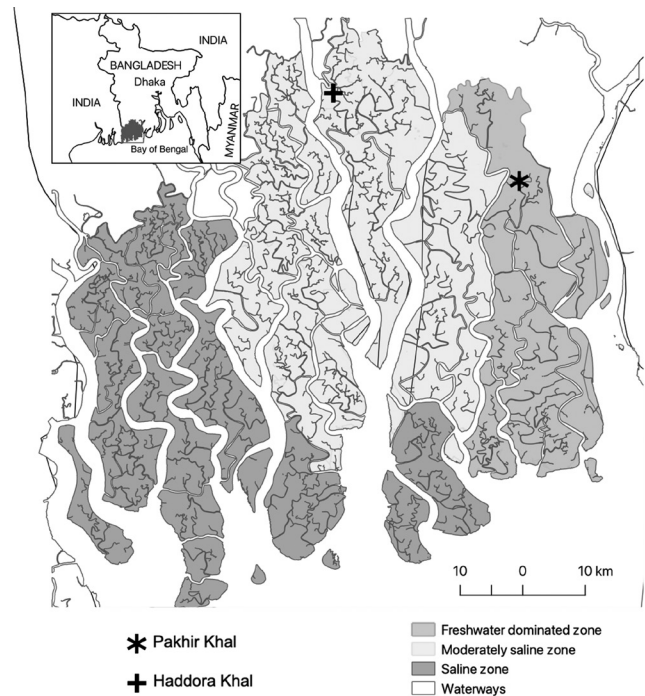 INDIA
BANGLADESH
Dhaka
INDIA
MYANMAR
Bay of Bengal
10 0 10 km
Pakhir Khal
Haddora Khal
Freshwater dominated zone
Moderately saline zone
Saline zone
Waterways